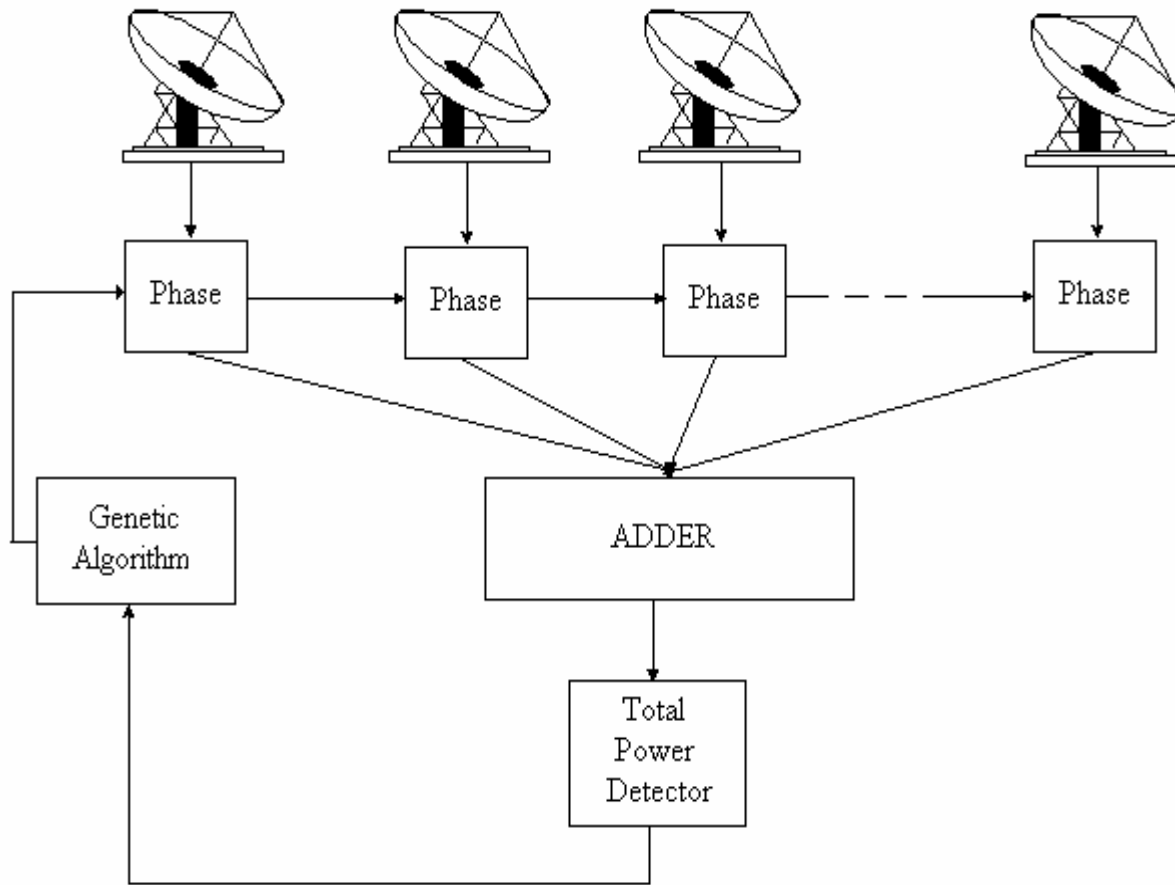 Phase
Phase
Phase
Phase
Genetic
Algorithm
ADDER
Total
Power
Detector